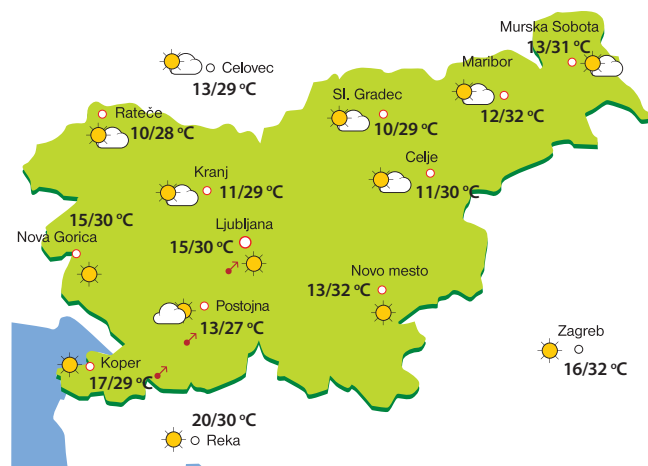 Murska Sobota
13/31 °C
Maribor
12/32 °C
Celovec
13/29 °C
Sl. Gradec
10/29 °C
Rateče
10/28 °C
Celje
11/30 °C
Kranj
11/29 °C
15/30 °C
Nova Gorica
Ljubljana
15/30 °C
Novo mesto
13/32 °C
Postojna
13/27 °C
Zagreb
16/32 °C
Koper
17/29 °C
20/30 °C
Reka